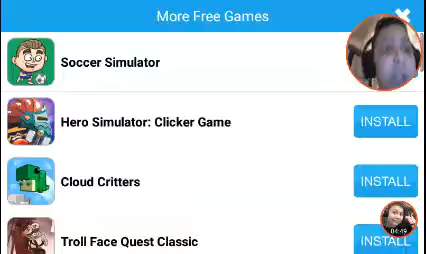 More Free Games
Soccer Simulator
Hero Simulator: Clicker Game
INSTALL
Cloud Critters
INSTALL
04:49
Troll Face Quest Classic
INSTALL